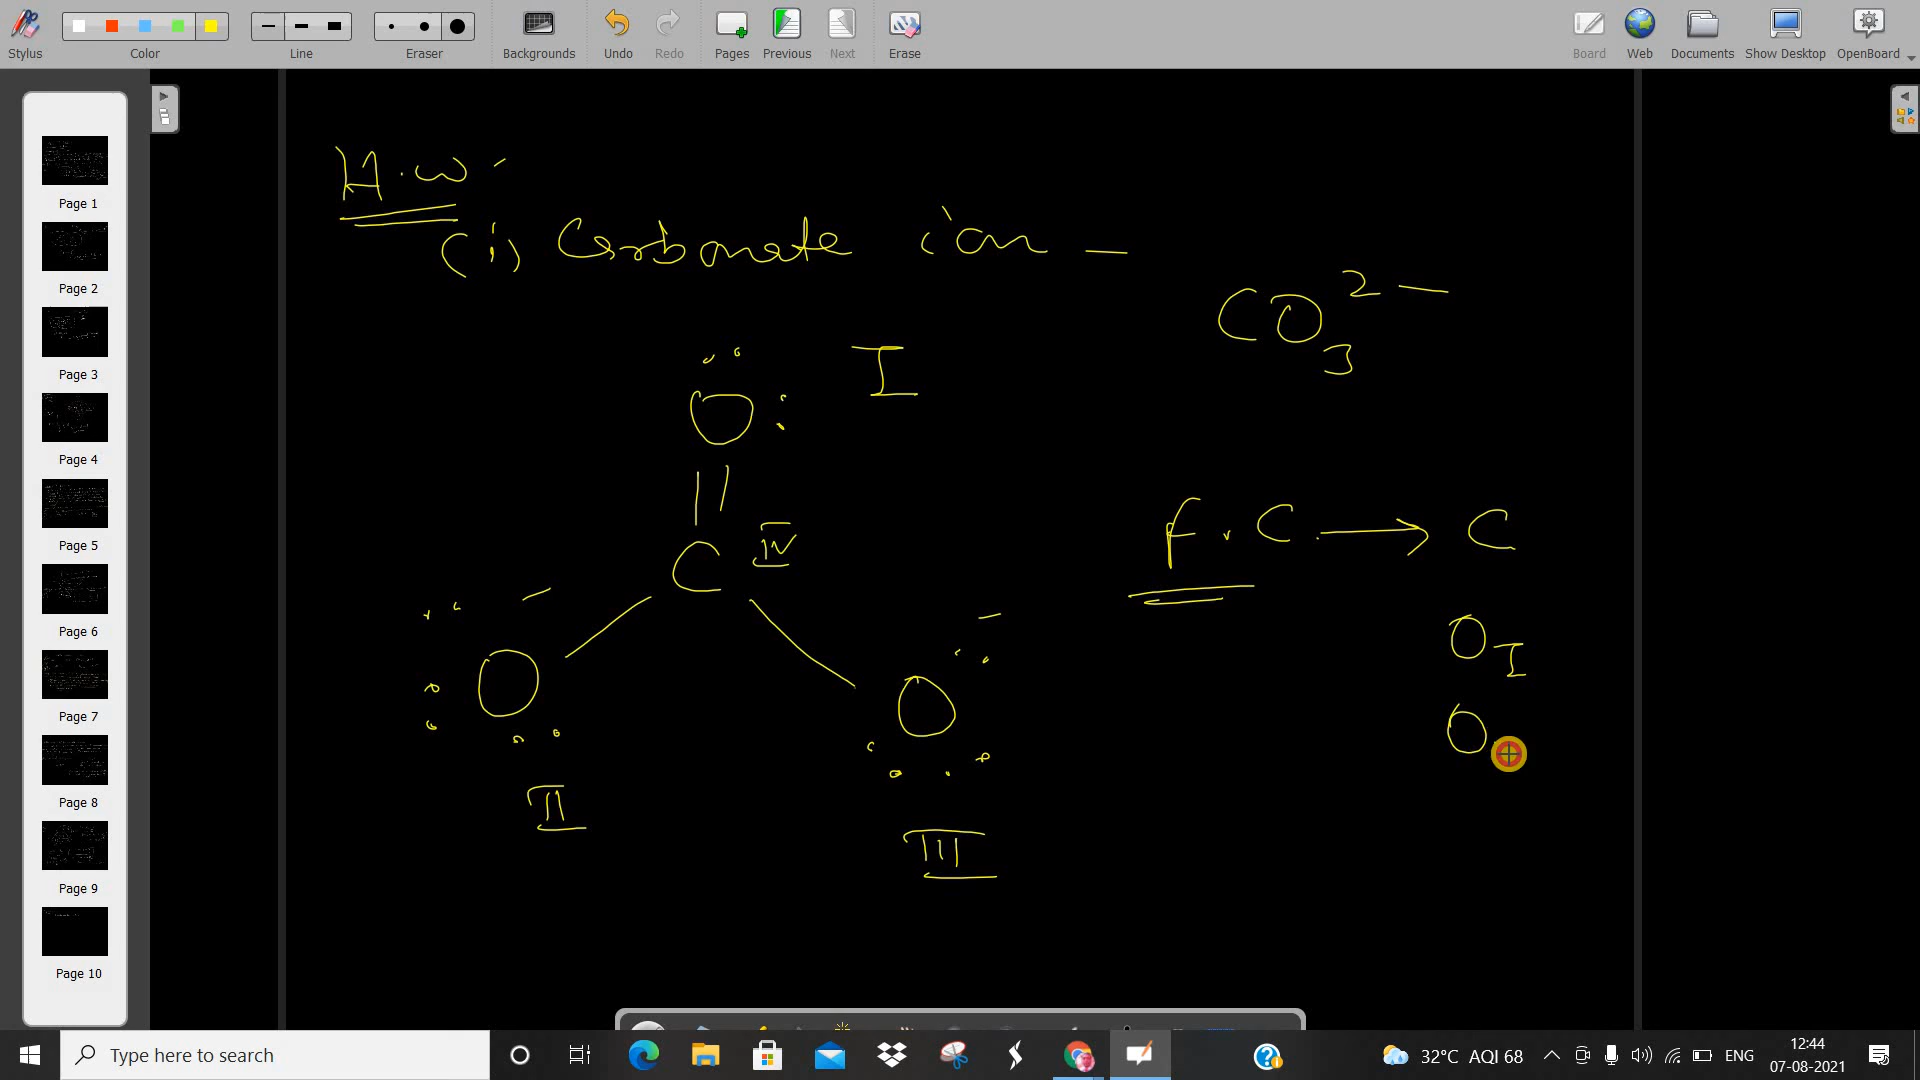 Stylus Color Line Eraser Backgrounds Undo Redo Pages Previous Next Erase Board Web Documents Show Desktop OpenBoard
Page 1
Page 2
Page 3
Page 4
Page 5
Page 6
Page 7
Page 8
Page 9
Page 10
H.W -
(i) Carbonate ion —
CO3 2-
O I
C IV
O - II
O - III
F.C. → C
O I
O
Type here to search
32°C AQI 68 ENG
12:44
07-08-2021